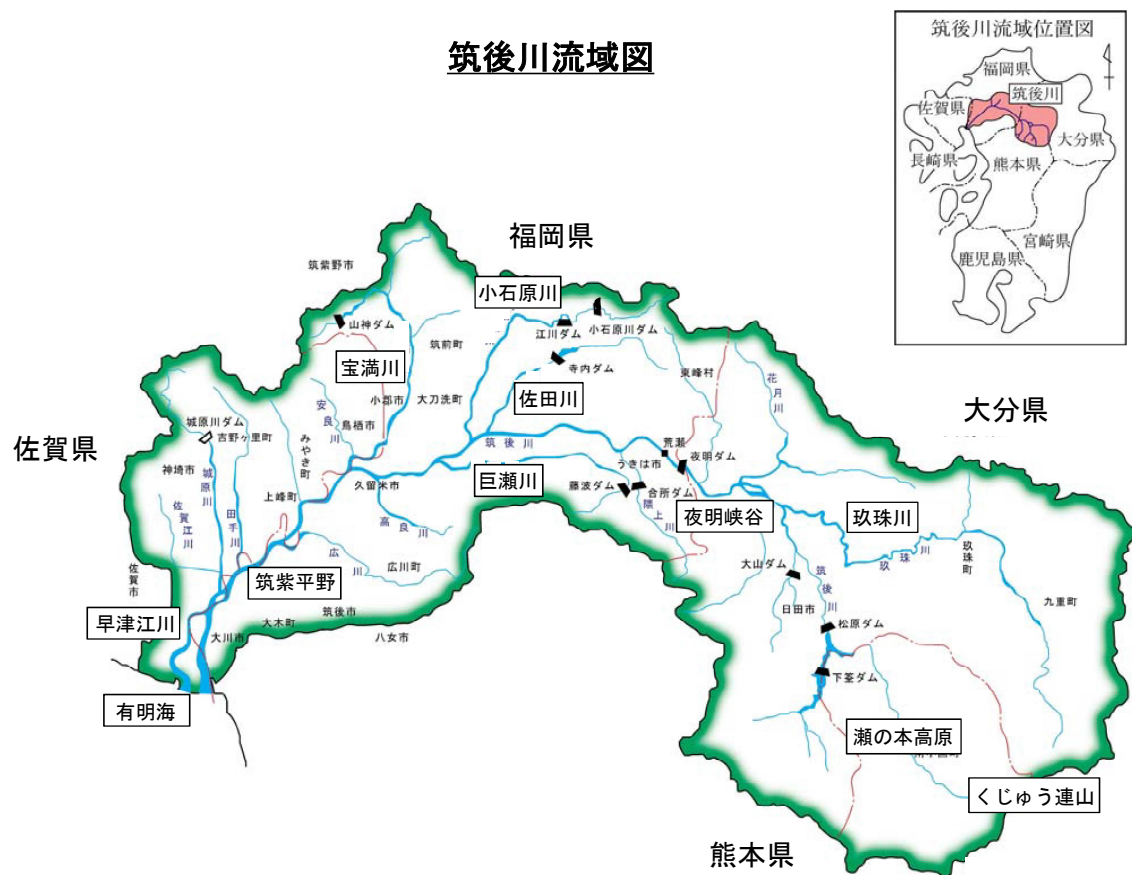 筑後川流域図
筑後川流域位置図
福岡県
筑後川
佐賀県
大分県
長崎県
熊本県
宮崎県
鹿児島県
福岡県
筑紫野市
小石原川
山神ダム
江川ダム
小石原川ダム
筑前町
宝満川
寺内ダム
東峰村
花月川
小郡市
大刀洗町
佐田川
大分県
安良川
鳥栖市
城原川ダム
吉野ヶ里町
みやき町
佐賀県
筑後川
荒瀬
夜明ダム
うきは市
神埼市
城原川
久留米市
巨瀬川
藤波ダム
合所ダム
上峰町
夜明峡谷
玖珠川
佐賀江川
田手川
高良川
隈上川
玖珠川
玖珠町
広川
広川町
大山ダム
筑後川
佐賀市
筑紫平野
日田市
九重町
早津江川
大川市
大木町
筑後市
八女市
松原ダム
下筌ダム
有明海
瀬の本高原
くじゅう連山
熊本県